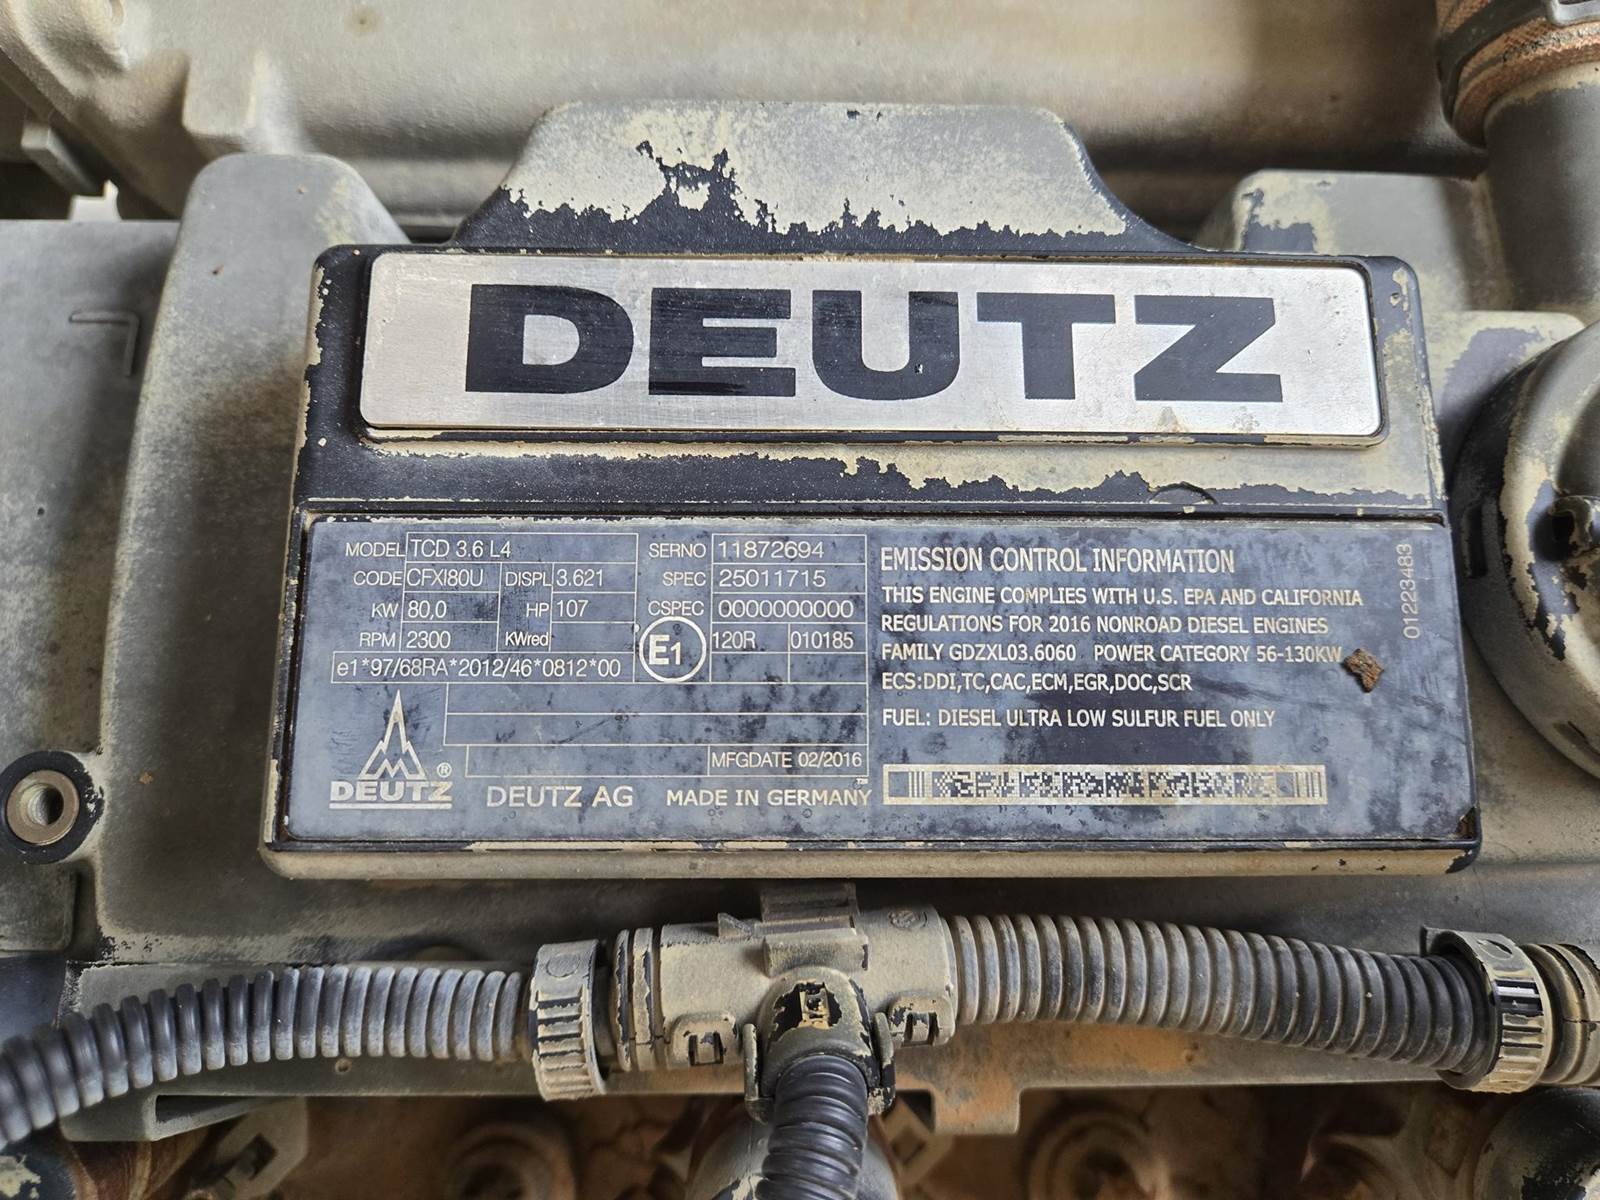 DEUTZ
MODEL TCD 3.6 L4
CODE CFXI80U DISPL 3.621
KW 80,0 HP 107
RPM 2300 KWred
e1*97/68RA*2012/46*0812*00
SERNO 11872694
SPEC 25011715
CSPEC 0000000000
E1 120R 010185
MFGDATE 02/2016
DEUTZ ® DEUTZ AG MADE IN GERMANY
EMISSION CONTROL INFORMATION
THIS ENGINE COMPLIES WITH U.S. EPA AND CALIFORNIA
REGULATIONS FOR 2016 NONROAD DIESEL ENGINES
FAMILY GDZXL03.6060 POWER CATEGORY 56-130KW
ECS:DDI,TC,CAC,ECM,EGR,DOC,SCR
FUEL: DIESEL ULTRA LOW SULFUR FUEL ONLY
01223483